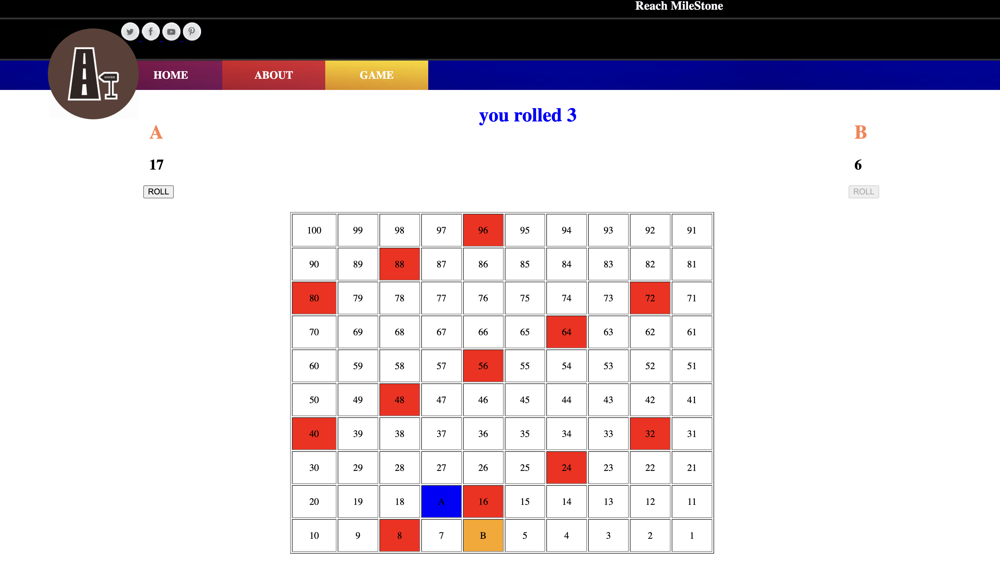 Reach MileStone
SUCCESS
HOME ABOUT GAME
you rolled 3
A B
17 6
ROLL ROLL
100 99 98 97 96 95 94 93 92 91
90 89 88 87 86 85 84 83 82 81
80 79 78 77 76 75 74 73 72 71
70 69 68 67 66 65 64 63 62 61
60 59 58 57 56 55 54 53 52 51
50 49 48 47 46 45 44 43 42 41
40 39 38 37 36 35 34 33 32 31
30 29 28 27 26 25 24 23 22 21
20 19 18 A 16 15 14 13 12 11
10 9 8 7 B 5 4 3 2 1